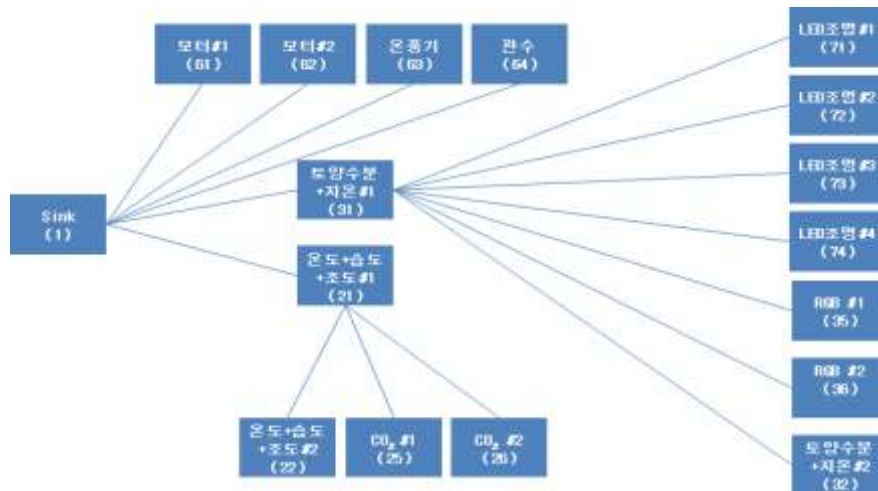 모터#1
(61)
모터#2
(62)
온풍기
(63)
관수
(64)
LED조명#1
(71)
LED조명#2
(72)
토양수분
+지온#1
(31)
LED조명#3
(73)
Sink
(1)
LED조명#4
(74)
온도+습도
+조도#1
(21)
RGB #1
(35)
RGB #2
(36)
온도+습도
+조도#2
(22)
CO₂ #1
(25)
CO₂ #2
(26)
토양수분
+지온#2
(32)